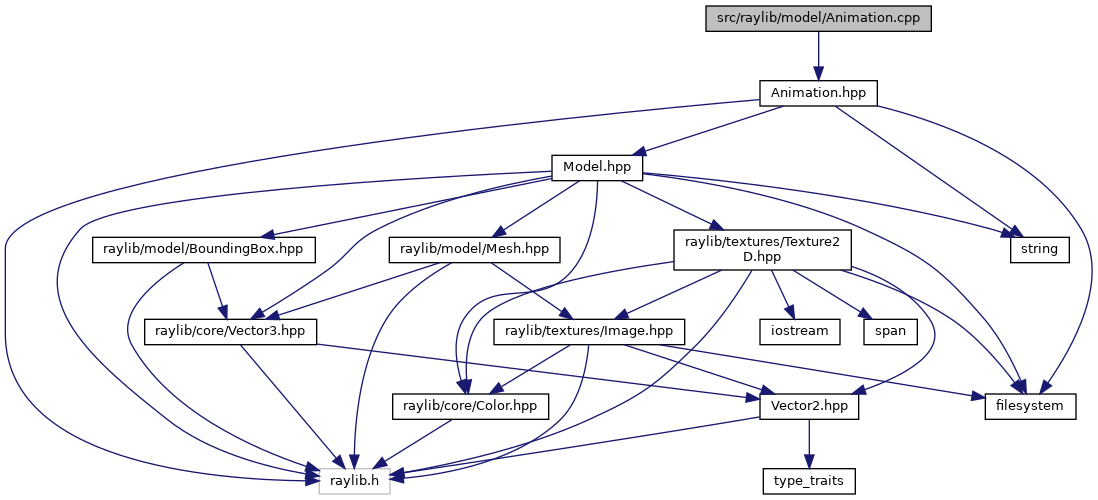 src/raylib/model/Animation.cpp
Animation.hpp
Model.hpp
raylib/model/BoundingBox.hpp
raylib/model/Mesh.hpp
raylib/textures/Texture2
D.hpp
string
raylib/core/Vector3.hpp
raylib/textures/Image.hpp
iostream
span
raylib/core/Color.hpp
Vector2.hpp
filesystem
raylib.h
type_traits